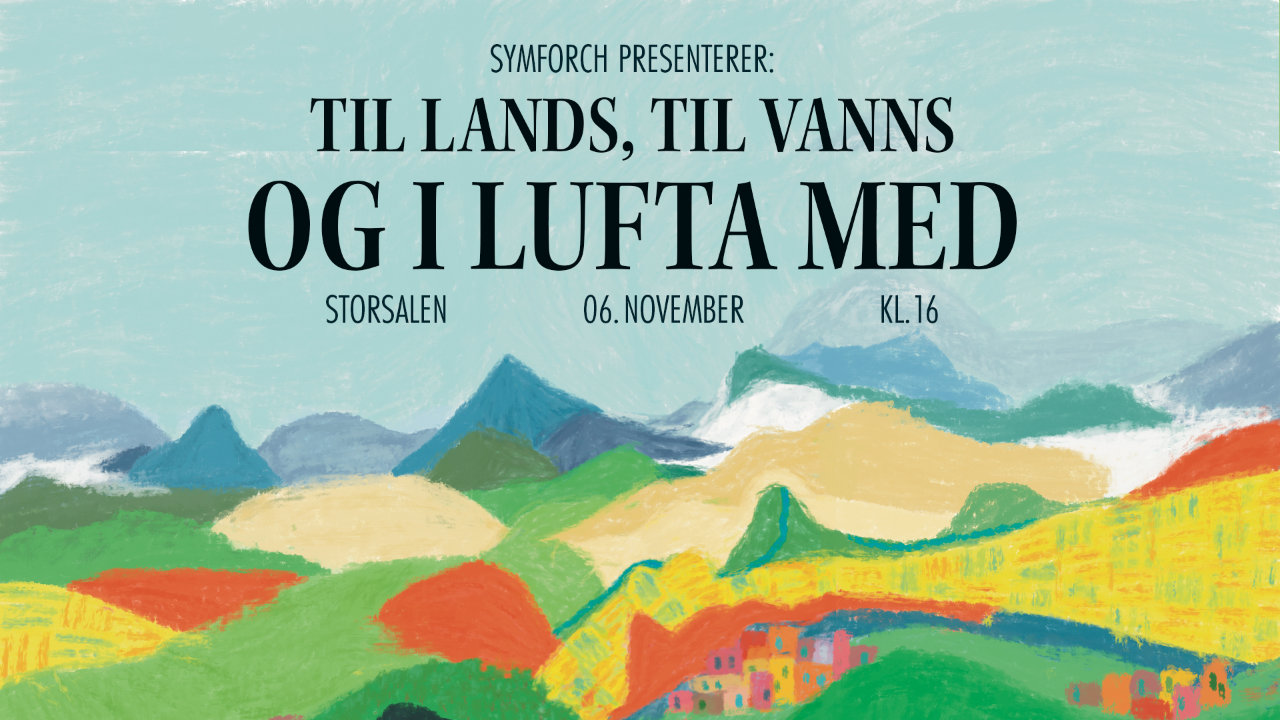 SYMFORCH PRESENTERER:
TIL LANDS, TIL VANNS
OG I LUFTA MED
STORSALEN 06. NOVEMBER KL. 16